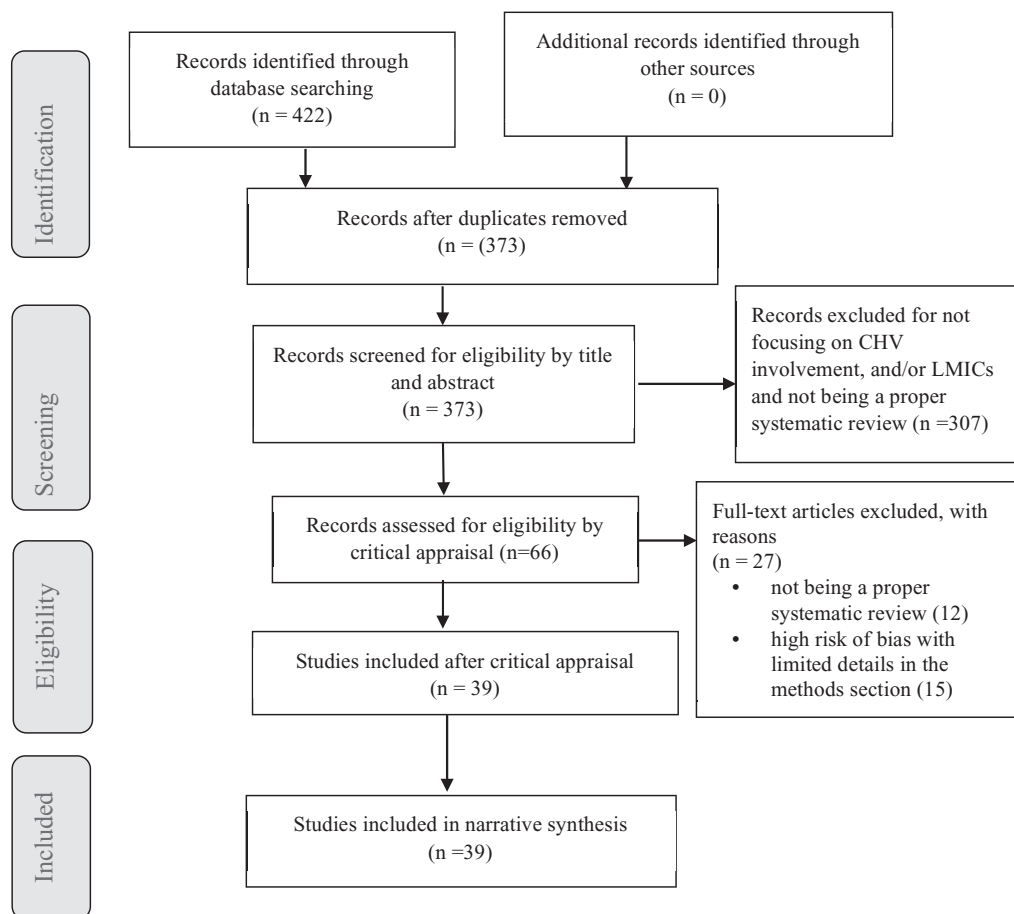 Identification
Records identified through
database searching
(n = 422)
Additional records identified through
other sources
(n = 0)
Records after duplicates removed
(n = (373)
Screening
Records screened for eligibility by title
and abstract
(n = 373)
Records excluded for not
focusing on CHV
involvement, and/or LMICs
and not being a proper
systematic review (n =307)
Eligibility
Records assessed for eligibility by
critical appraisal (n=66)
Full-text articles excluded, with
reasons
(n = 27)
• not being a proper
systematic review (12)
• high risk of bias with
limited details in the
methods section (15)
Studies included after critical appraisal
(n = 39)
Included
Studies included in narrative synthesis
(n =39)